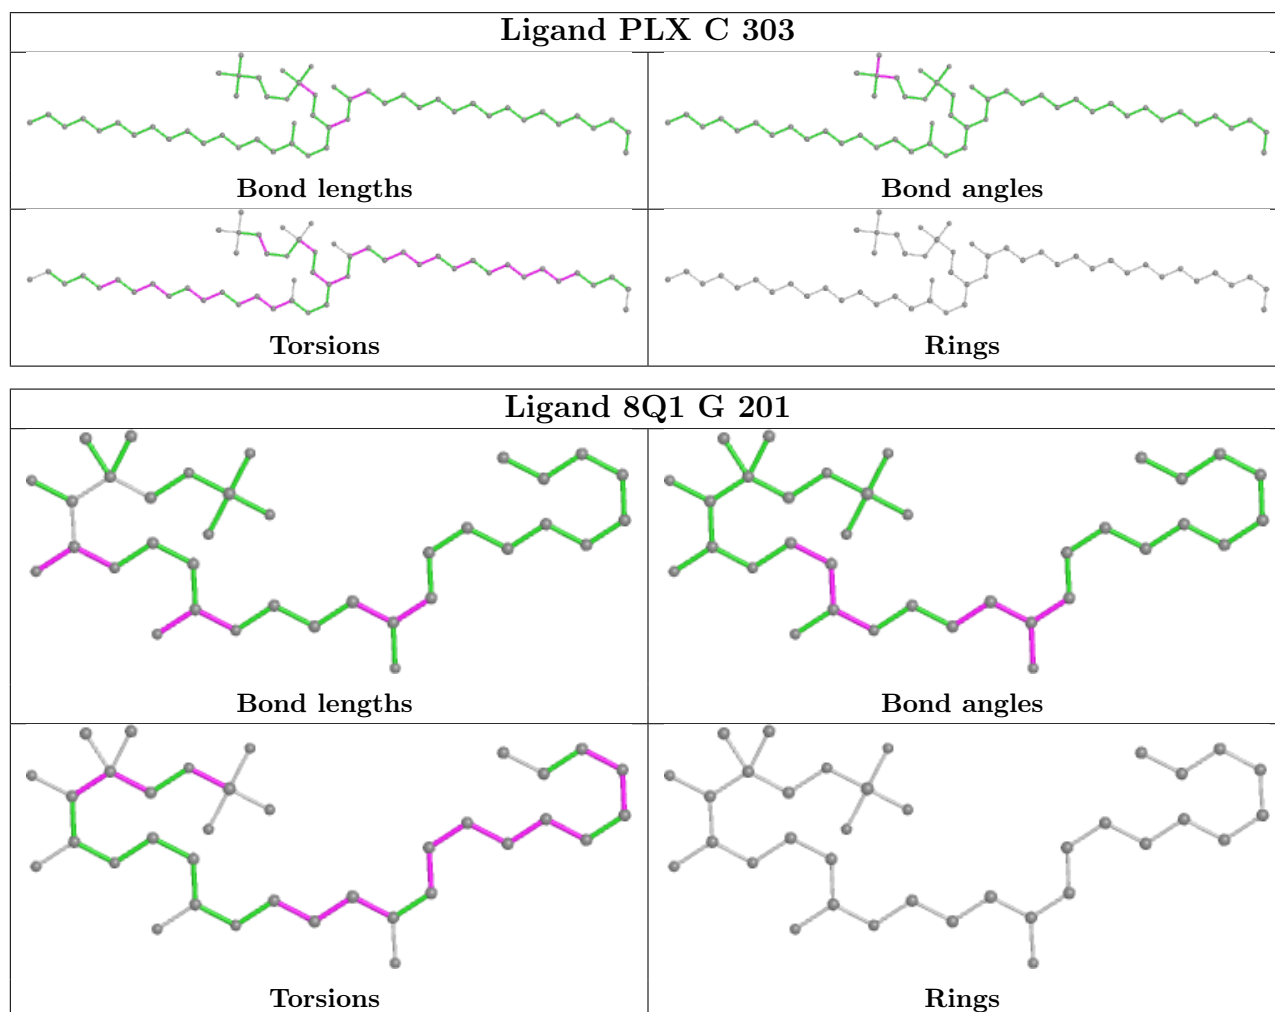 Ligand PLX C 303
Bond lengths
Bond angles
Torsions
Rings
Ligand 8Q1 G 201
Bond lengths
Bond angles
Torsions
Rings